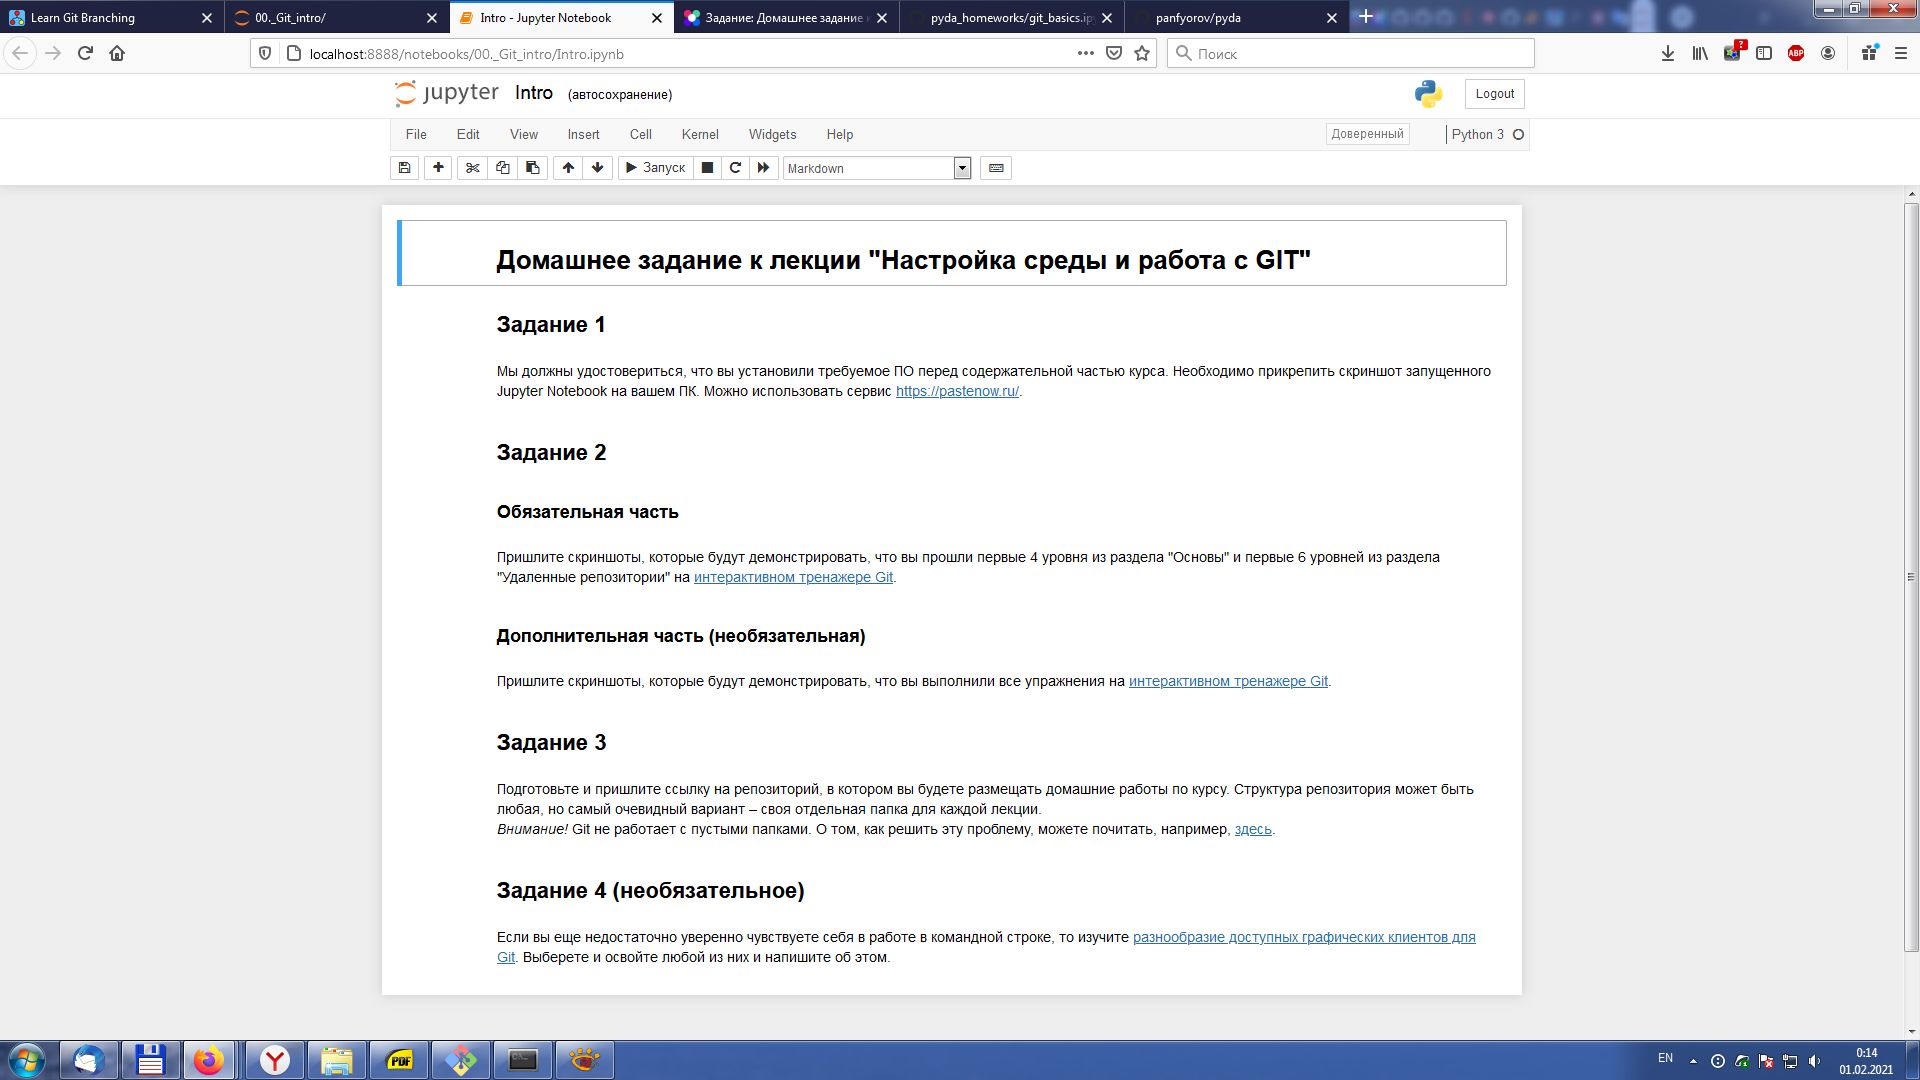 Learn Git Branching
00._Git_intro/
Intro - Jupyter Notebook
Задание: Домашнее задание
pyda_homeworks/git_basics.ip
panfyorov/pyda
localhost:8888/notebooks/00._Git_intro/Intro.ipynb
Поиск
ABP
jupyter Intro (автосохранение)
Logout
File Edit View Insert Cell Kernel Widgets Help
Доверенный
Python 3
Запуск
Markdown
Домашнее задание к лекции "Настройка среды и работа с GIT"
Задание 1
Мы должны удостовериться, что вы установили требуемое ПО перед содержательной частью курса. Необходимо прикрепить скриншот запущенного
Jupyter Notebook на вашем ПК. Можно использовать сервис https://pastenow.ru/.
Задание 2
Обязательная часть
Пришлите скриншоты, которые будут демонстрировать, что вы прошли первые 4 уровня из раздела "Основы" и первые 6 уровней из раздела
"Удаленные репозитории" на интерактивном тренажере Git.
Дополнительная часть (необязательная)
Пришлите скриншоты, которые будут демонстрировать, что вы выполнили все упражнения на интерактивном тренажере Git.
Задание 3
Подготовьте и пришлите ссылку на репозиторий, в котором вы будете размещать домашние работы по курсу. Структура репозитория может быть
любая, но самый очевидный вариант – своя отдельная папка для каждой лекции.
Внимание! Git не работает с пустыми папками. О том, как решить эту проблему, можете почитать, например, здесь.
Задание 4 (необязательное)
Если вы еще недостаточно уверенно чувствуете себя в работе в командной строке, то изучите разнообразие доступных графических клиентов для
Git. Выберете и освойте любой из них и напишите об этом.
PDF
EN
0:14
01.02.2021